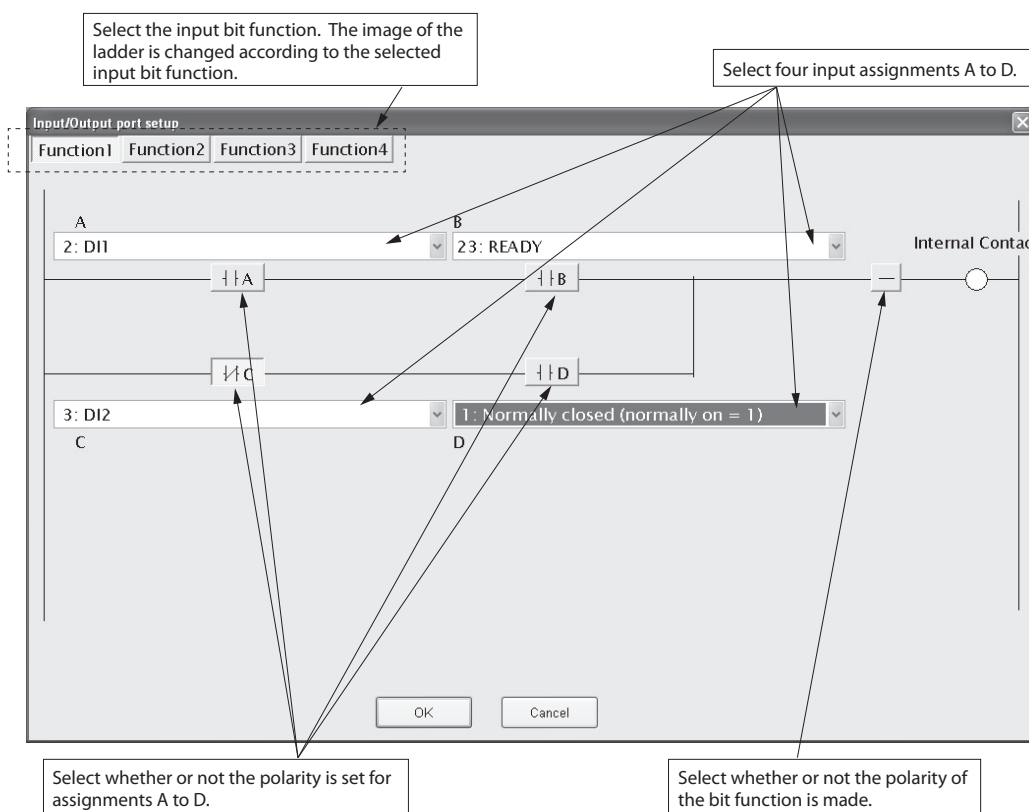 Select the input bit function.  The image of the
ladder is changed according to the selected
input bit function.
Select four input assignments A to D.
Input/Output port setup
Function1 Function2 Function3 Function4
A B
2: DI1 23: READY
Internal Contac
A B
C D
3: DI2 1: Normally closed (normally on = 1)
C D
OK Cancel
Select whether or not the polarity is set for
assignments A to D.
Select whether or not the polarity of
the bit function is made.